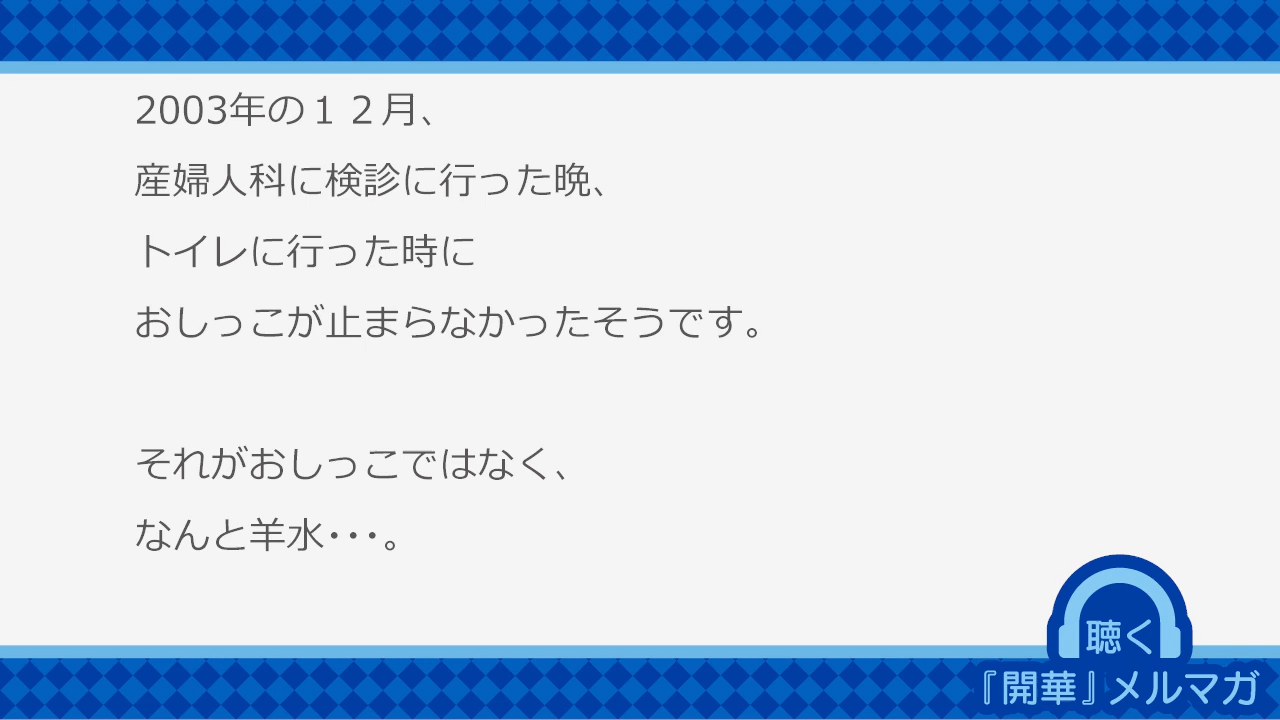 2003年の１２月、
産婦人科に検診に行った晩、
トイレに行った時に
おしっこが止まらなかったそうです。
それがおしっこではなく、
なんと羊水･･･。
聴く
『開華』メルマガ